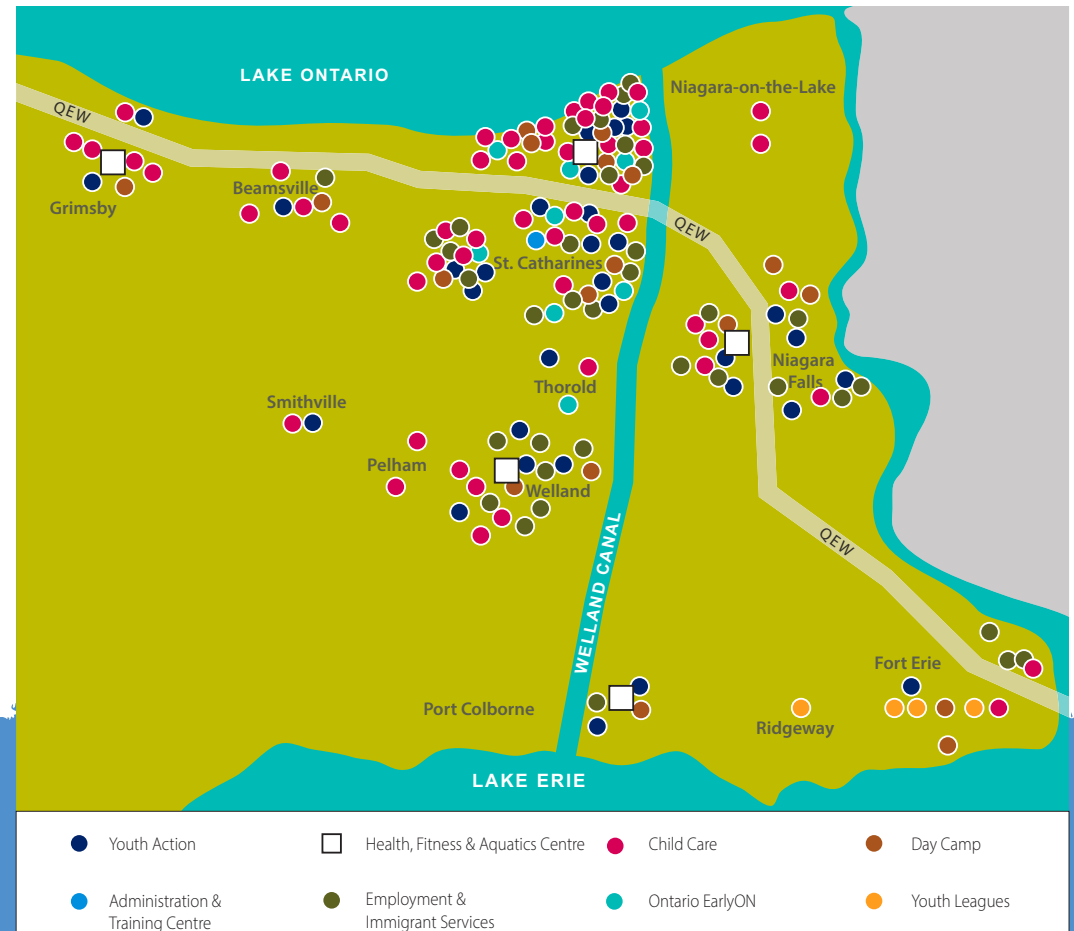 LAKE ONTARIO
Niagara-on-the-Lake
QEW
Beamsville
Grimsby
QEW
St. Catharines
Niagara
Falls
Thorold
Smithville
Pelham
Welland
QEW
WELLAND CANAL
Fort Erie
Port Colborne
Ridgeway
LAKE ERIE
Youth Action
Health, Fitness & Aquatics Centre
Child Care
Day Camp
Administration &
Training Centre
Employment &
Immigrant Services
Ontario EarlyON
Youth Leagues